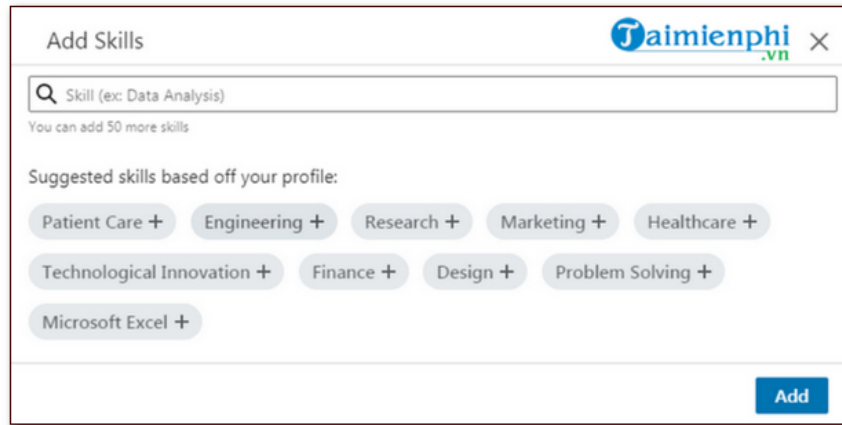 Add Skills
Taimienphi
.vn
Skill (ex: Data Analysis)
You can add 50 more skills
Suggested skills based off your profile:
Patient Care + Engineering + Research + Marketing + Healthcare +
Technological Innovation + Finance + Design + Problem Solving +
Microsoft Excel +
Add